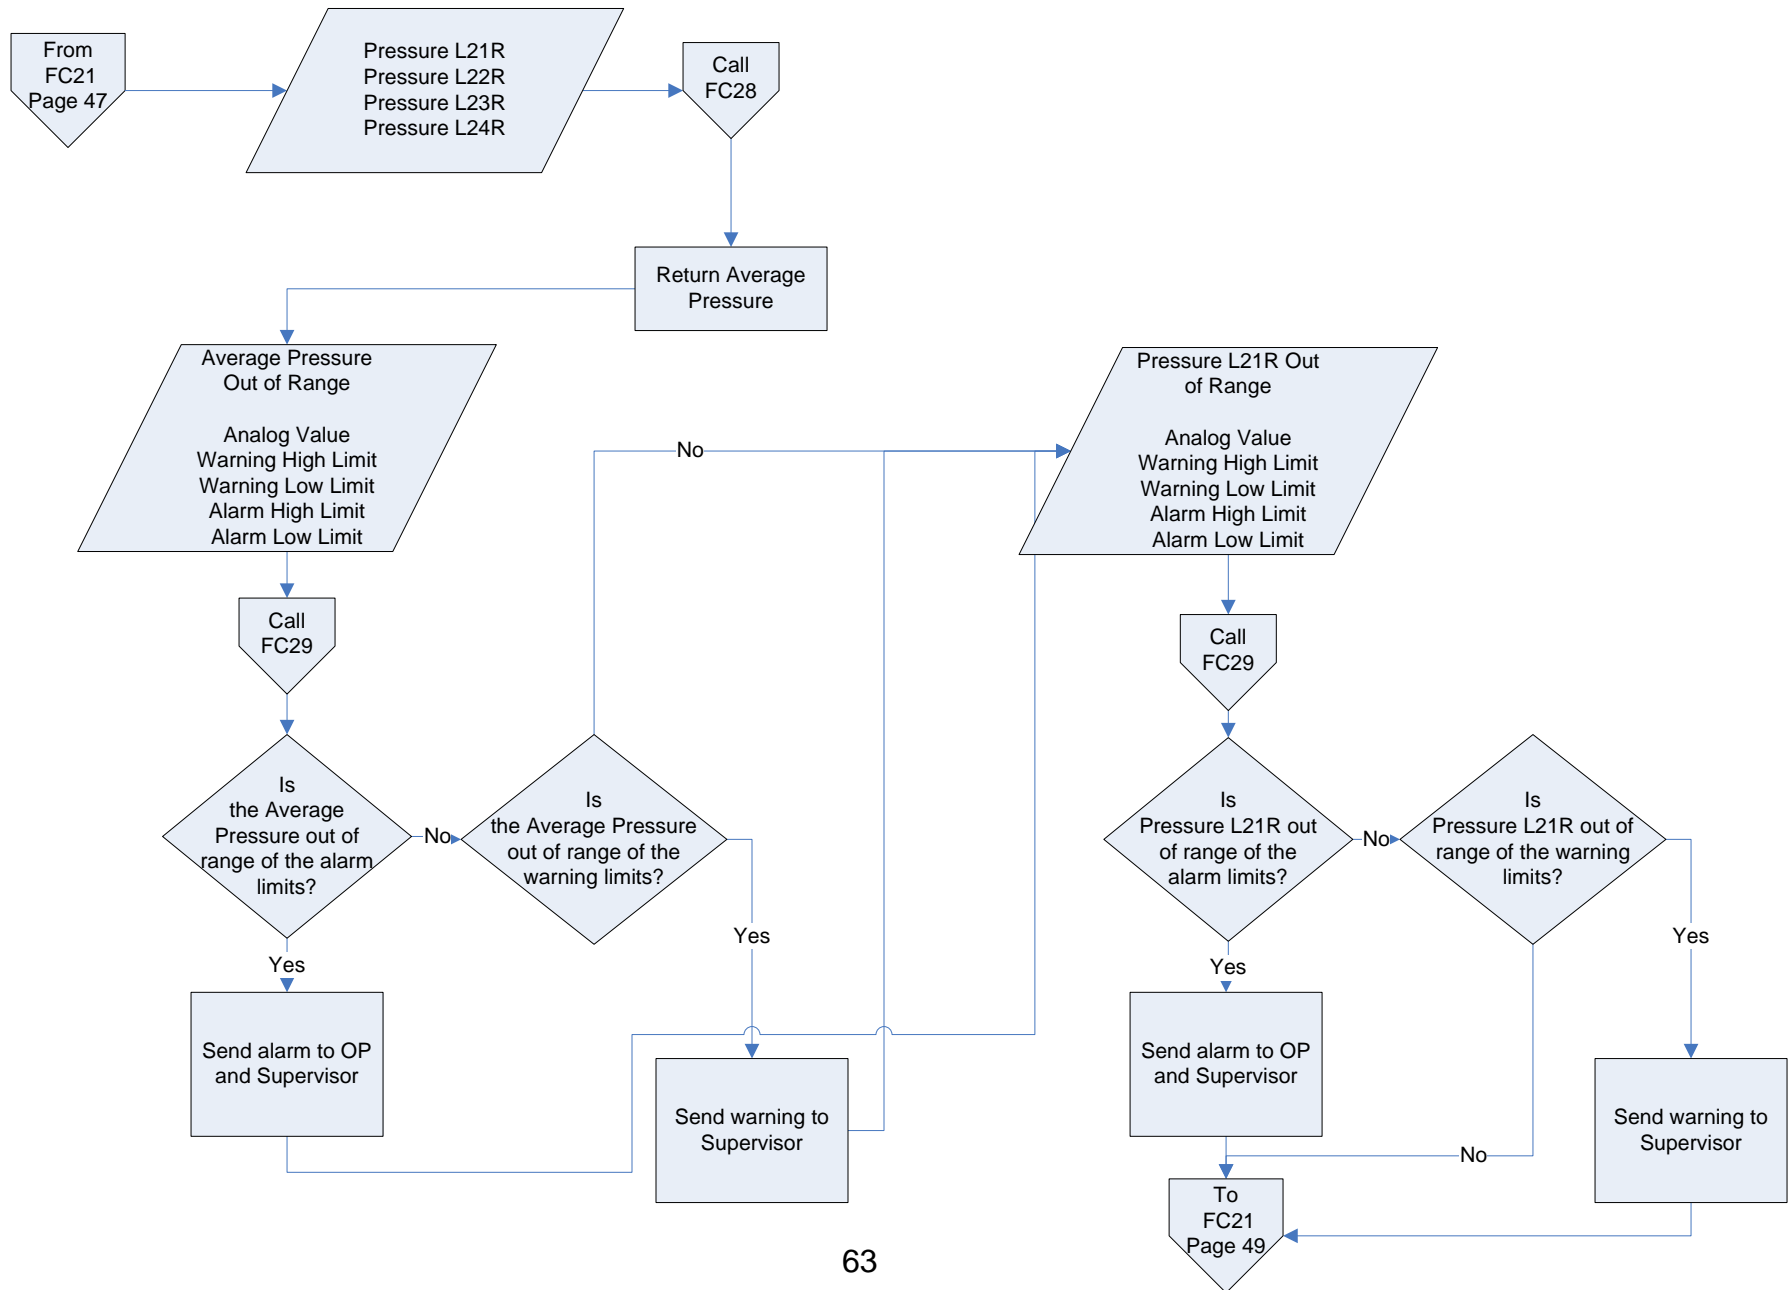 From
FC21
Page 47
Pressure L21R
Pressure L22R
Pressure L23R
Pressure L24R
Call
FC28
Return Average
Pressure
Average Pressure
Out of Range
Analog Value
Warning High Limit
Warning Low Limit
Alarm High Limit
Alarm Low Limit
Call
FC29
Is
the Average
Pressure out of
range of the alarm
limits?
No
Is
the Average Pressure
out of range of the
warning limits?
No
Yes
Yes
Send alarm to OP
and Supervisor
Send warning to
Supervisor
Pressure L21R Out
of Range
Analog Value
Warning High Limit
Warning Low Limit
Alarm High Limit
Alarm Low Limit
Call
FC29
Is
Pressure L21R out
of range of the
alarm limits?
No
Is
Pressure L21R out of
range of the warning
limits?
Yes
Yes
Send alarm to OP
and Supervisor
No
Send warning to
Supervisor
To
FC21
Page 49
63